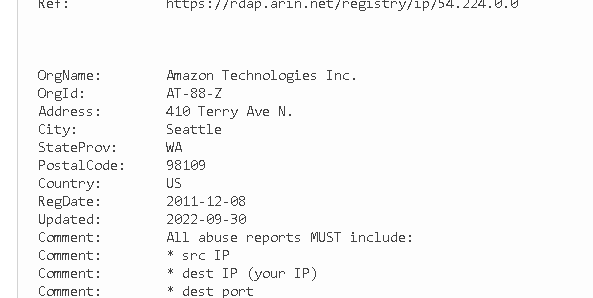 Ref: https://rdap.arin.net/registry/ip/54.224.0.0
OrgName: Amazon Technologies Inc.
OrgId: AT-88-Z
Address: 410 Terry Ave N.
City: Seattle
StateProv: WA
PostalCode: 98109
Country: US
RegDate: 2011-12-08
Updated: 2022-09-30
Comment: All abuse reports MUST include:
Comment: * src IP
Comment: * dest IP (your IP)
Comment: * dest port